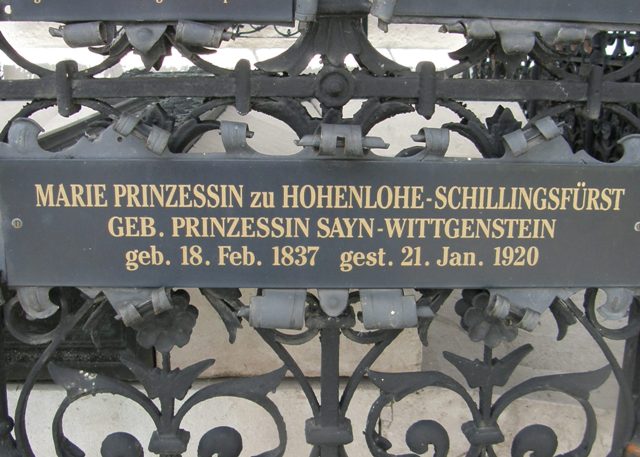 MARIE PRINZESSIN zu HOHENLOHE-SCHILLINGSFÜRST
GEB. PRINZESSIN SAYN-WITTGENSTEIN
geb. 18. Feb. 1837 gest. 21. Jan. 1920